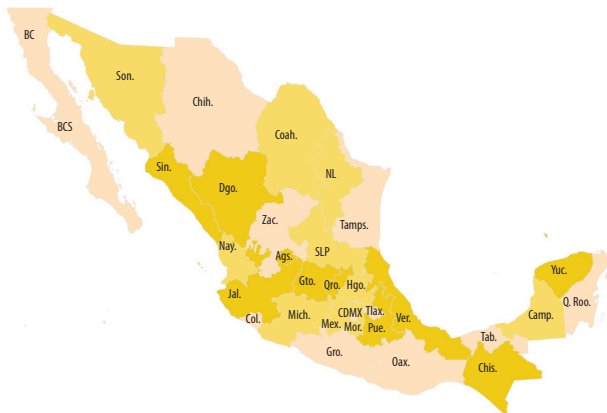 BC
Son.
Chih.
BCS
Coah.
Sin.
NL
Dgo.
Zac.
Tamps.
Nay.
Ags.
SLP
Yuc.
Jal.
Gto.
Qro.
Hgo.
Q. Roo.
Col.
Mich.
CDMX
Tlax.
Ver.
Camp.
Mex.
Mor.
Pue.
Tab.
Gro.
Oax.
Chis.